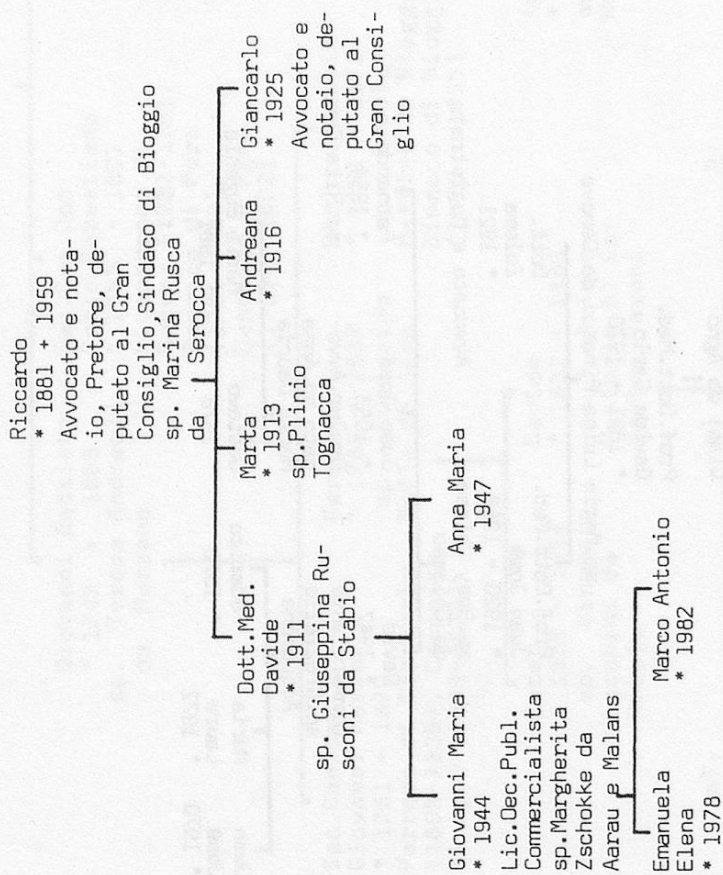 Riccardo
* 1881 + 1959
Avvocato e nota-
io, Pretore, de-
putato al Gran
Consiglio,Sindaco di Bioggio
sp. Marina Rusca
da Serocca
Dott.Med.
Davide
* 1911
sp. Giuseppina Ru-
sconi da Stabio
Marta
* 1913
sp.Plinio
Tognacca
Andreana
* 1916
Giancarlo
* 1925
Avvocato e
notaio, de-
putato al
Gran Consi-
glio
Giovanni Maria
* 1944
Lic.Oec.Publ.
Commercialista
sp.Margherita
Zschokke da
Aarau e Malans
Anna Maria
* 1947
Emanuela
Elena
* 1978
Marco Antonio
* 1982